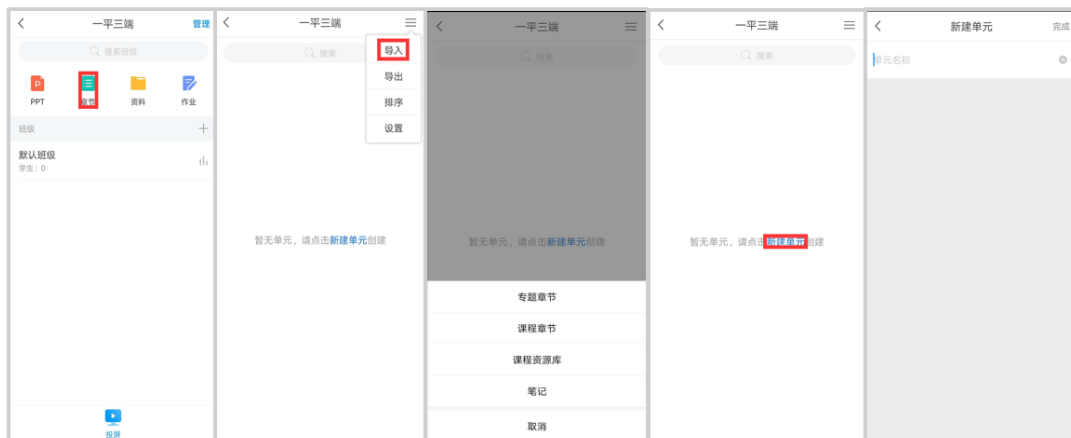 一平三端
管理
搜索班级
PPT
章节
资料
作业
班级
默认班级
学生：0
投屏
一平三端
搜索
导入
导出
排序
设置
暂无单元，请点击新建单元创建
一平三端
搜索
暂无单元，请点击新建单元创建
专题章节
课程章节
课程资源库
笔记
取消
一平三端
搜索
暂无单元，请点击新建单元创建
新建单元
完成
单元名称